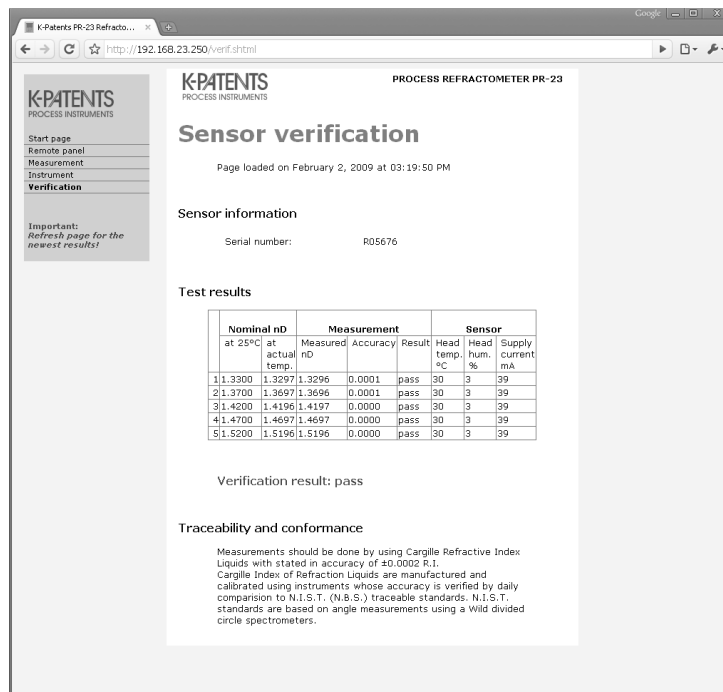 Google
K-Patents PR-23 Refracto...
http://192.168.23.250/verif.shtml
K-PATENTS
PROCESS INSTRUMENTS
Start page
Remote panel
Measurement
Instrument
Verification
Important:
Refresh page for the
newest results!
K-PATENTS
PROCESS INSTRUMENTS
PROCESS REFRACTOMETER PR-23
Sensor verification
Page loaded on February 2, 2009 at 03:19:50 PM
Sensor information
Serial number: R05676
Test results
Nominal nD Measurement Sensor
at 25°C at actual temp. Measured nD Accuracy Result Head temp. °C Head hum. % Supply current mA
1 1.3300 1.3297 1.3296 0.0001 pass 30 3 39
2 1.3700 1.3697 1.3696 0.0001 pass 30 3 39
3 1.4200 1.4196 1.4197 0.0000 pass 30 3 39
4 1.4700 1.4697 1.4697 0.0000 pass 30 3 39
5 1.5200 1.5196 1.5196 0.0000 pass 30 3 39
Verification result: pass
Traceability and conformance
Measurements should be done by using Cargille Refractive Index
Liquids with stated in accuracy of ±0.0002 R.I.
Cargille Index of Refraction Liquids are manufactured and
calibrated using instruments whose accuracy is verified by daily
comparision to N.I.S.T. (N.B.S.) traceable standards. N.I.S.T.
standards are based on angle measurements using a Wild divided
circle spectrometers.